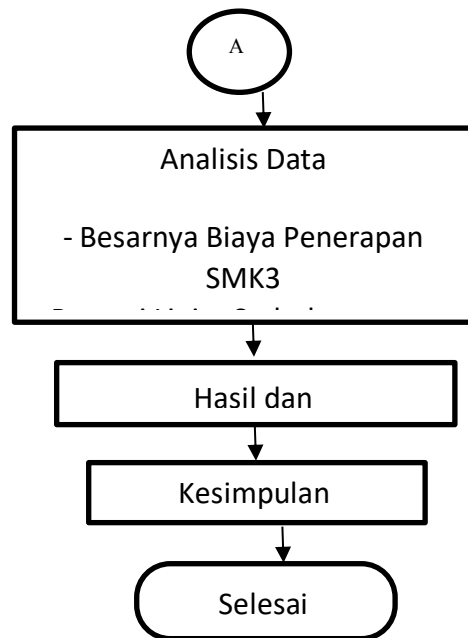 A
Analisis Data
- Besarnya Biaya Penerapan
SMK3
Hasil dan
Kesimpulan
Selesai